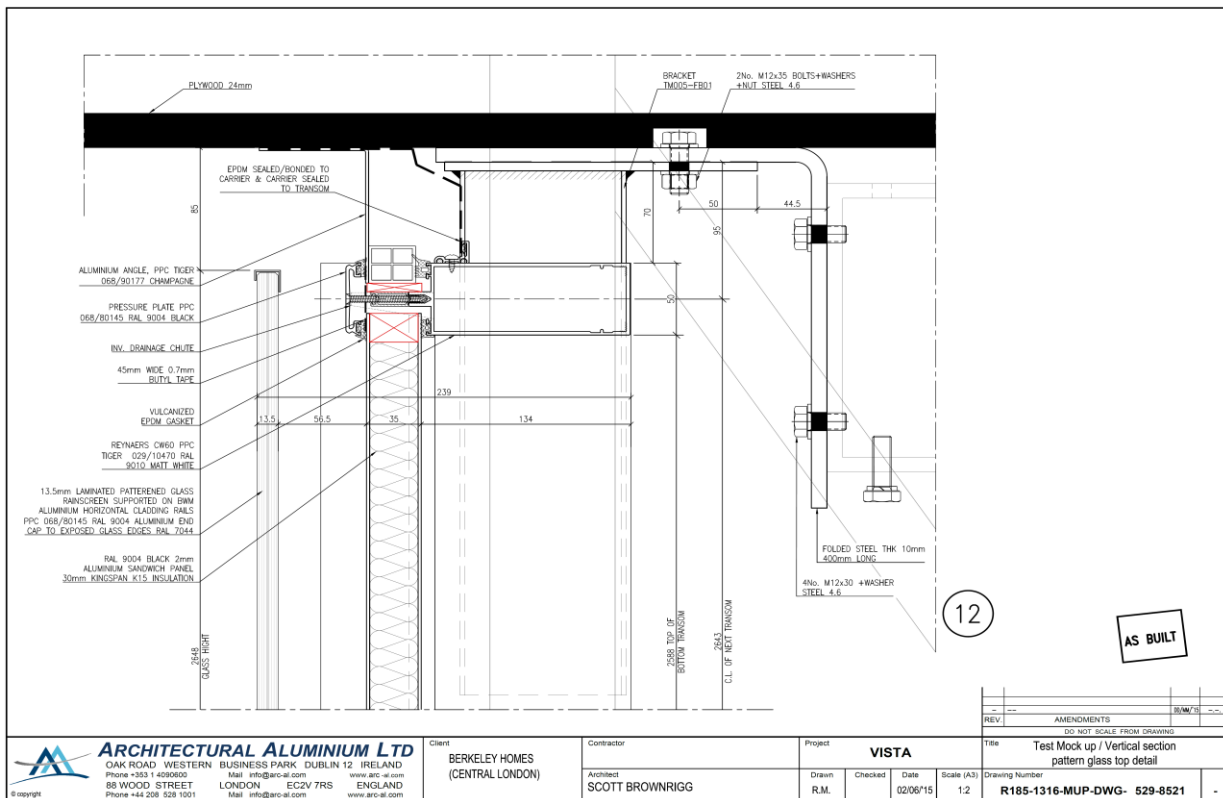 PLYWOOD 24mm
BRACKET
TM005-FB01
2No. M12x35 BOLTS+WASHERS
+NUT STEEL 4.6
EPDM SEALED/BONDED TO
CARRIER & CARRIER SEALED
TO TRANSOM
85
70
50
44.5
95
ALUMINIUM ANGLE, PPC TIGER
068/90177 CHAMPAGNE
PRESSURE PLATE PPC
068/80145 RAL 9004 BLACK
50
INV. DRAINAGE CHUTE
45mm WIDE 0.7mm
BUTYL TAPE
239
VULCANIZED
EPDM GASKET
13.5
56.5
35
134
REYNAERS CW60 PPC
TIGER 029/10470 RAL
9010 MATT WHITE
13.5mm LAMINATED PATTERENED GLASS
RAINSCREEN SUPPORTED ON BWM
ALUMINIUM HORIZONTAL CLADDING RAILS
PPC 068/80145 RAL 9004 ALUMINIUM END
CAP TO EXPOSED GLASS EDGES RAL 7044
RAL 9004 BLACK 2mm
ALUMINIUM SANDWICH PANEL
30mm KINGSPAN K15 INSULATION
FOLDED STEEL THK 10mm
400mm LONG
4No. M12x30 +WASHER
STEEL 4.6
12
2648
GLASS HIGHT
2588 TOP OF
BOTTOM TRANSOM
2643
C.L. OF NEXT TRANSOM
AS BUILT
- -- 00/MM/'15 -.-.
REV. AMENDMENTS
DO NOT SCALE FROM DRAWING
ARCHITECTURAL ALUMINIUM LTD
OAK ROAD WESTERN BUSINESS PARK DUBLIN 12 IRELAND
Phone +353 1 4090600 Mail info@arc-al.com www.arc-al.com
88 WOOD STREET LONDON EC2V 7RS ENGLAND
Phone +44 208 528 1001 Mail info@arc-al.com www.arc-al.com
© copyright
Client
BERKELEY HOMES
(CENTRAL LONDON)
Contractor
Architect
SCOTT BROWNRIGG
Project
VISTA
Drawn
R.M.
Checked
Date
02/06/'15
Scale (A3)
1:2
Title
Test Mock up / Vertical section
pattern glass top detail
Drawing Number
R185-1316-MUP-DWG- 529-8521 -